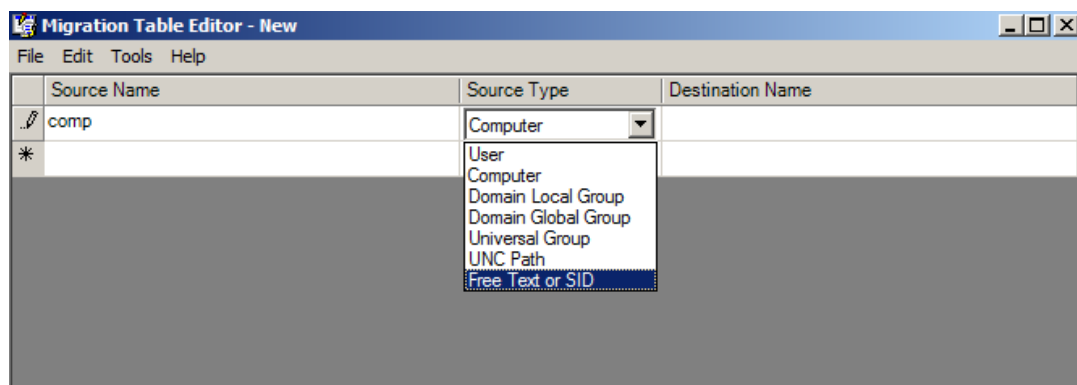 Migration Table Editor - New
File Edit Tools Help
Source Name Source Type Destination Name
comp Computer
User
Computer
Domain Local Group
Domain Global Group
Universal Group
UNC Path
Free Text or SID